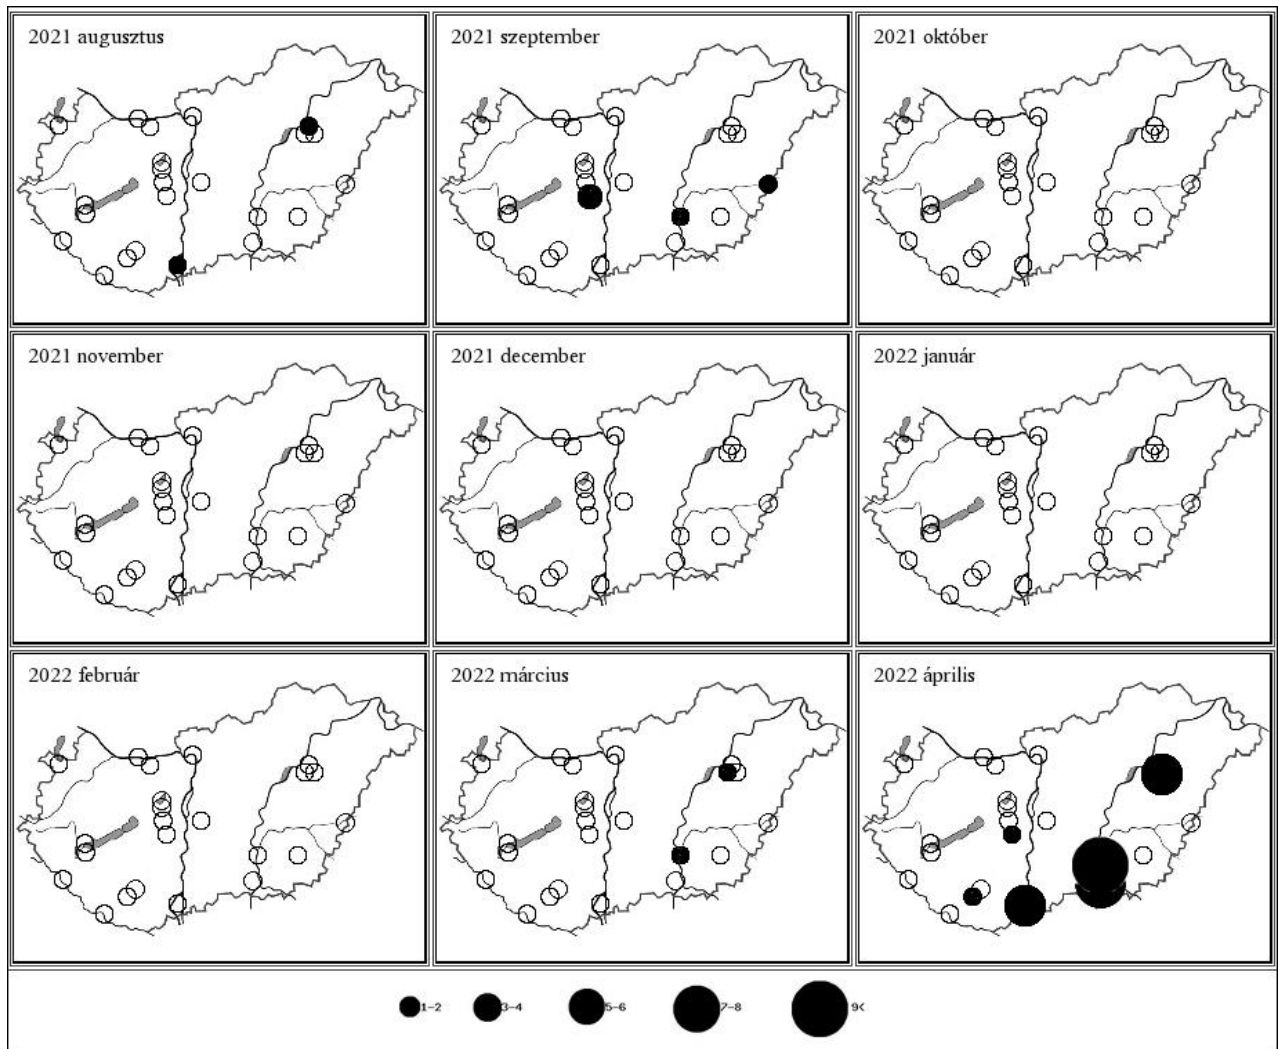 2021 augusztus
2021 szeptember
2021 október
2021 november
2021 december
2022 január
2022 február
2022 március
2022 április
1-2 3-4 5-6 7-8 9<